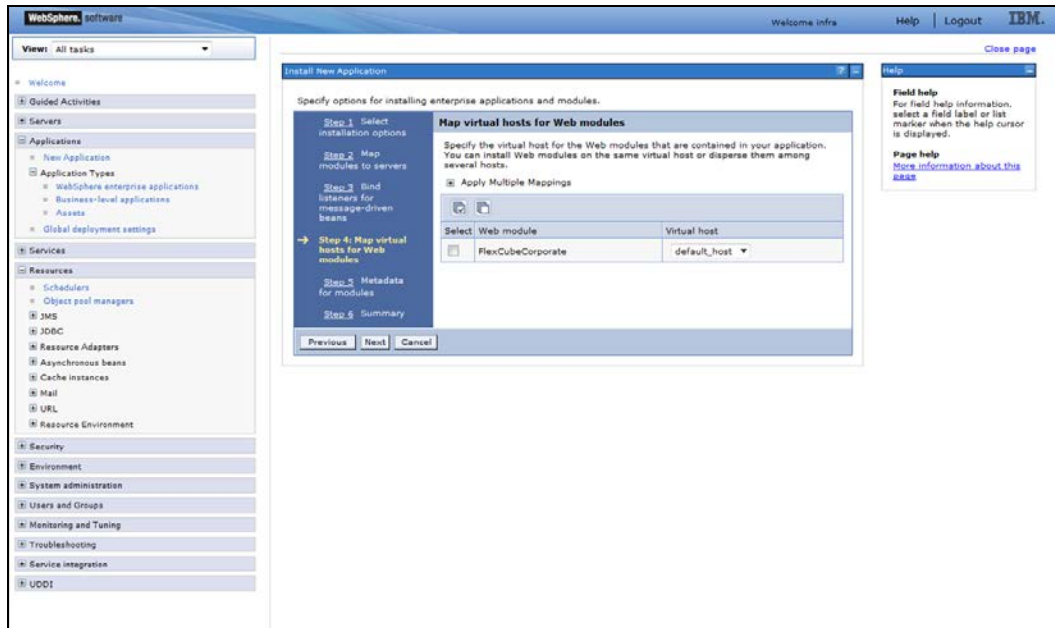 WebSphere. software
Welcome infra
Help | Logout
IBM.
View: All tasks
Close page
Welcome
Guided Activities
Servers
Applications
New Application
Application Types
WebSphere enterprise applications
Business-level applications
Assets
Global deployment settings
Services
Resources
Schedulers
Object pool managers
JMS
JDBC
Resource Adapters
Asynchronous beans
Cache instances
Mail
URL
Resource Environment
Security
Environment
System administration
Users and Groups
Monitoring and Tuning
Troubleshooting
Service integration
UDDI
Install New Application
Specify options for installing enterprise applications and modules.
Step 1 Select
installation options
Step 2 Map
modules to servers
Step 3 Bind
listeners for
message-driven
beans
Step 4: Map virtual
hosts for Web
modules
Step 5 Metadata
for modules
Step 6 Summary
Map virtual hosts for Web modules
Specify the virtual host for the Web modules that are contained in your application.
You can install Web modules on the same virtual host or disperse them among
several hosts.
Apply Multiple Mappings
Select Web module Virtual host
FlexCubeCorporate default_host
Previous Next Cancel
Help
Field help
For field help information,
select a field label or list
marker when the help cursor
is displayed.
Page help
More information about this
page